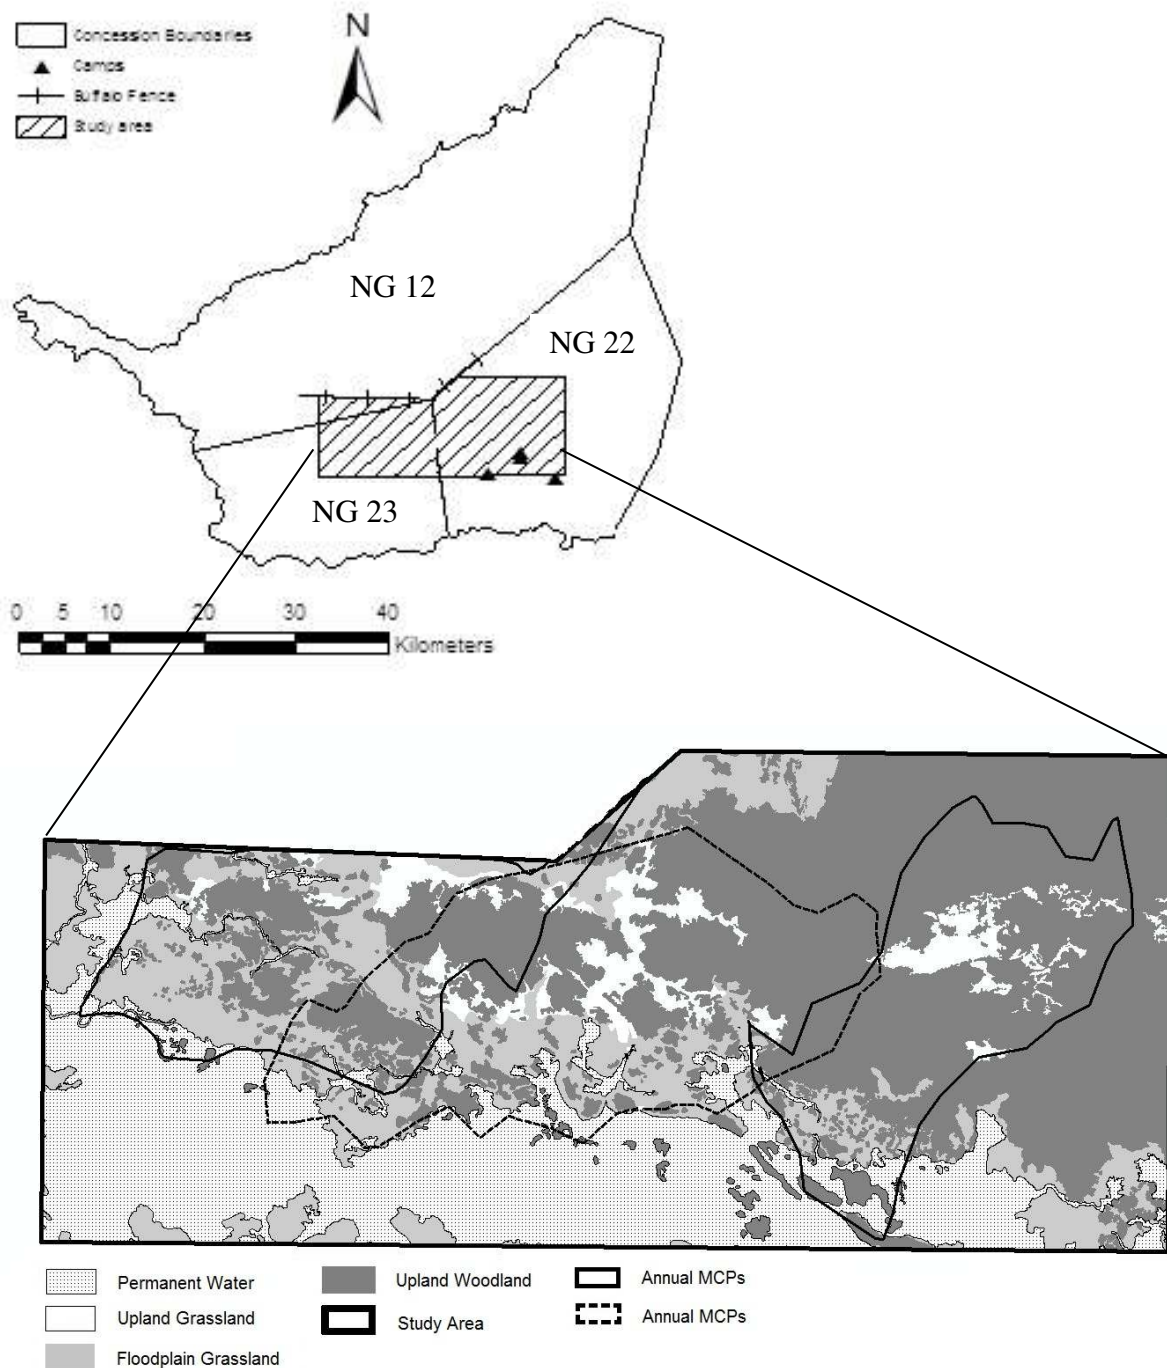 N
Concession Boundaries
Camps
Buffalo Fence
Study area
NG 12
NG 22
NG 23
0 5 10 20 30 40
Kilometers
Permanent Water Upland Woodland Annual MCPs
Upland Grassland Study Area Annual MCPs
Floodplain Grassland